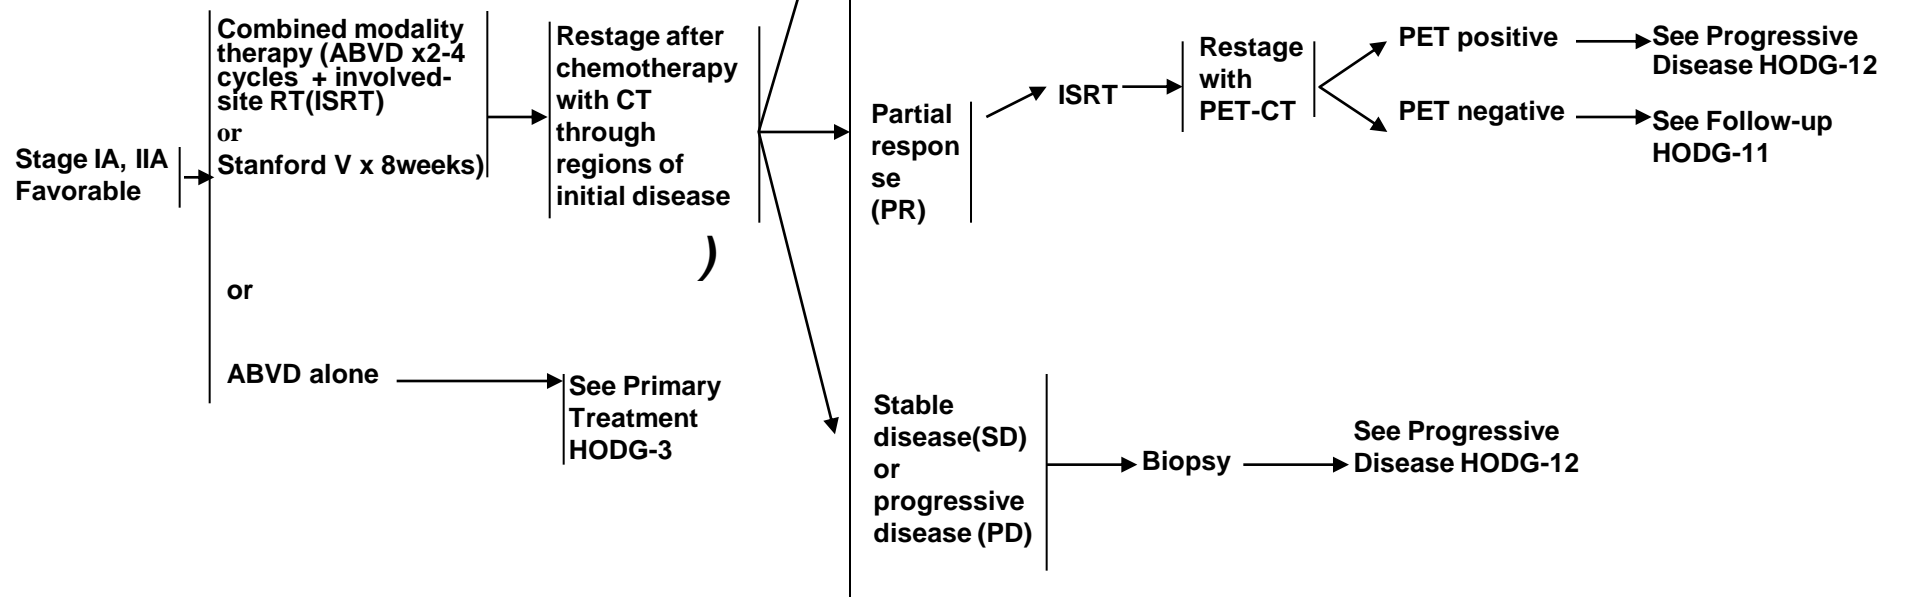 Stage IA, IIA
Favorable
Combined modality
therapy (ABVD x2-4
cycles + involved-
site RT(ISRT)
or
Stanford V x 8weeks)
or
ABVD alone
Restage after
chemotherapy
with CT
through
regions of
initial disease
)
See Primary
Treatment
HODG-3
Partial
respon
se
(PR)
ISRT
Restage
with
PET-CT
PET positive
See Progressive
Disease HODG-12
PET negative
See Follow-up
HODG-11
Stable
disease(SD)
or
progressive
disease (PD)
Biopsy
See Progressive
Disease HODG-12